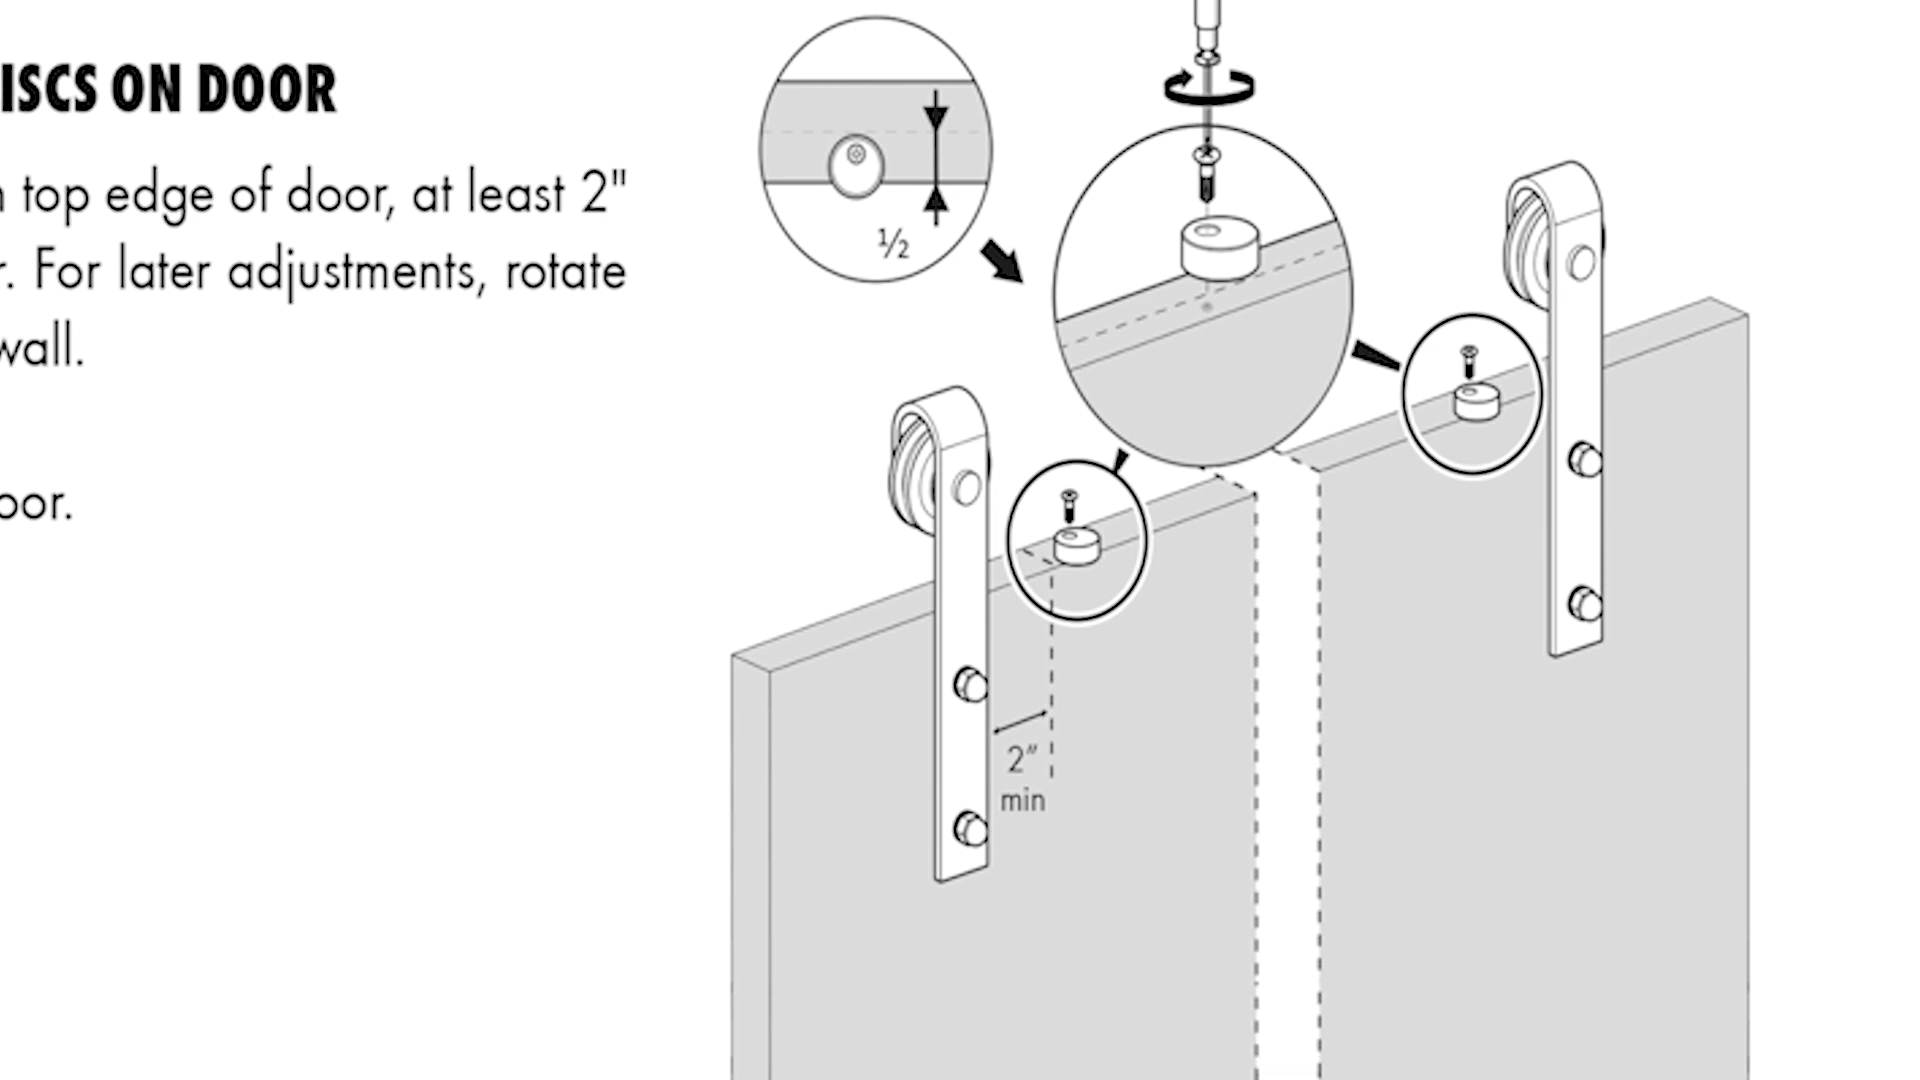 ISCS ON DOOR
top edge of door, at least 2"
r. For later adjustments, rotate
wall.
oor.
½
2″
min